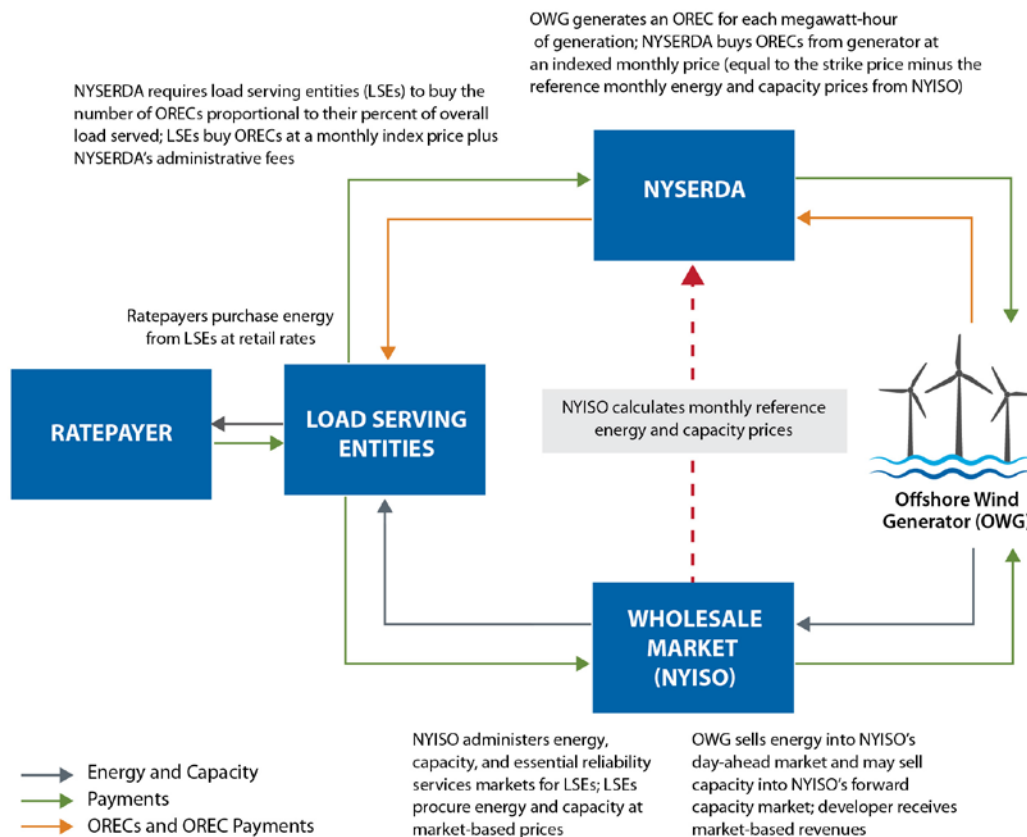 OWG generates an OREC for each megawatt-hour
of generation; NYSERDA buys ORECs from generator at
an indexed monthly price (equal to the strike price minus the
reference monthly energy and capacity prices from NYISO)
NYSERDA requires load serving entities (LSEs) to buy the
number of ORECs proportional to their percent of overall
load served; LSEs buy ORECs at a monthly index price plus
NYSERDA's administrative fees
NYSERDA
Ratepayers purchase energy
from LSEs at retail rates
RATEPAYER
LOAD SERVING
ENTITIES
NYISO calculates monthly reference
energy and capacity prices
Offshore Wind
Generator (OWG)
WHOLESALE
MARKET
(NYISO)
NYISO administers energy,
capacity, and essential reliability
services markets for LSEs; LSEs
procure energy and capacity at
market-based prices
OWG sells energy into NYISO's
day-ahead market and may sell
capacity into NYISO's forward
capacity market; developer receives
market-based revenues
Energy and Capacity
Payments
ORECs and OREC Payments